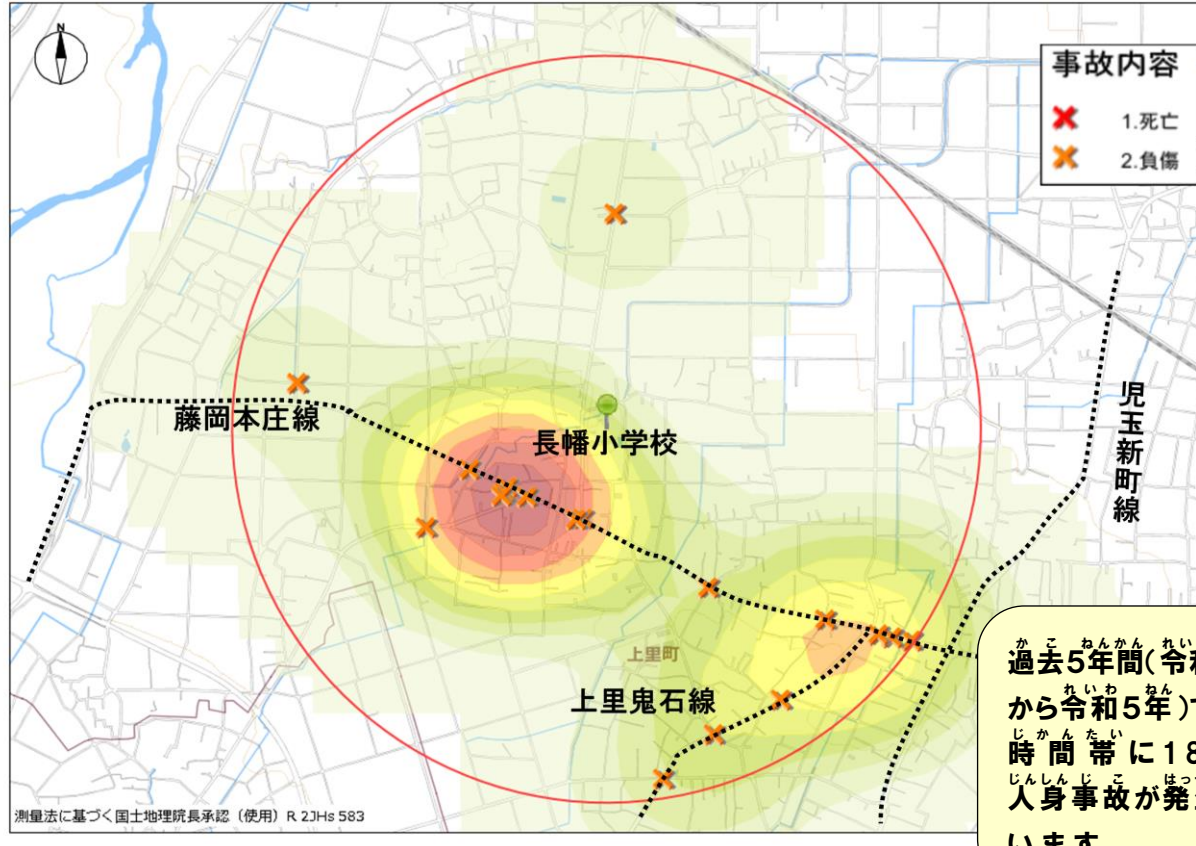 N
事故内容
1.死亡
2.負傷
藤岡本庄線
長幡小学校
児玉新町線
上里町
上里鬼石線
過去5年間(令和
から令和5年)で
時間帯に18
人身事故が発
います
測量法に基づく国土地理院長承認(使用)R 2JHs 583